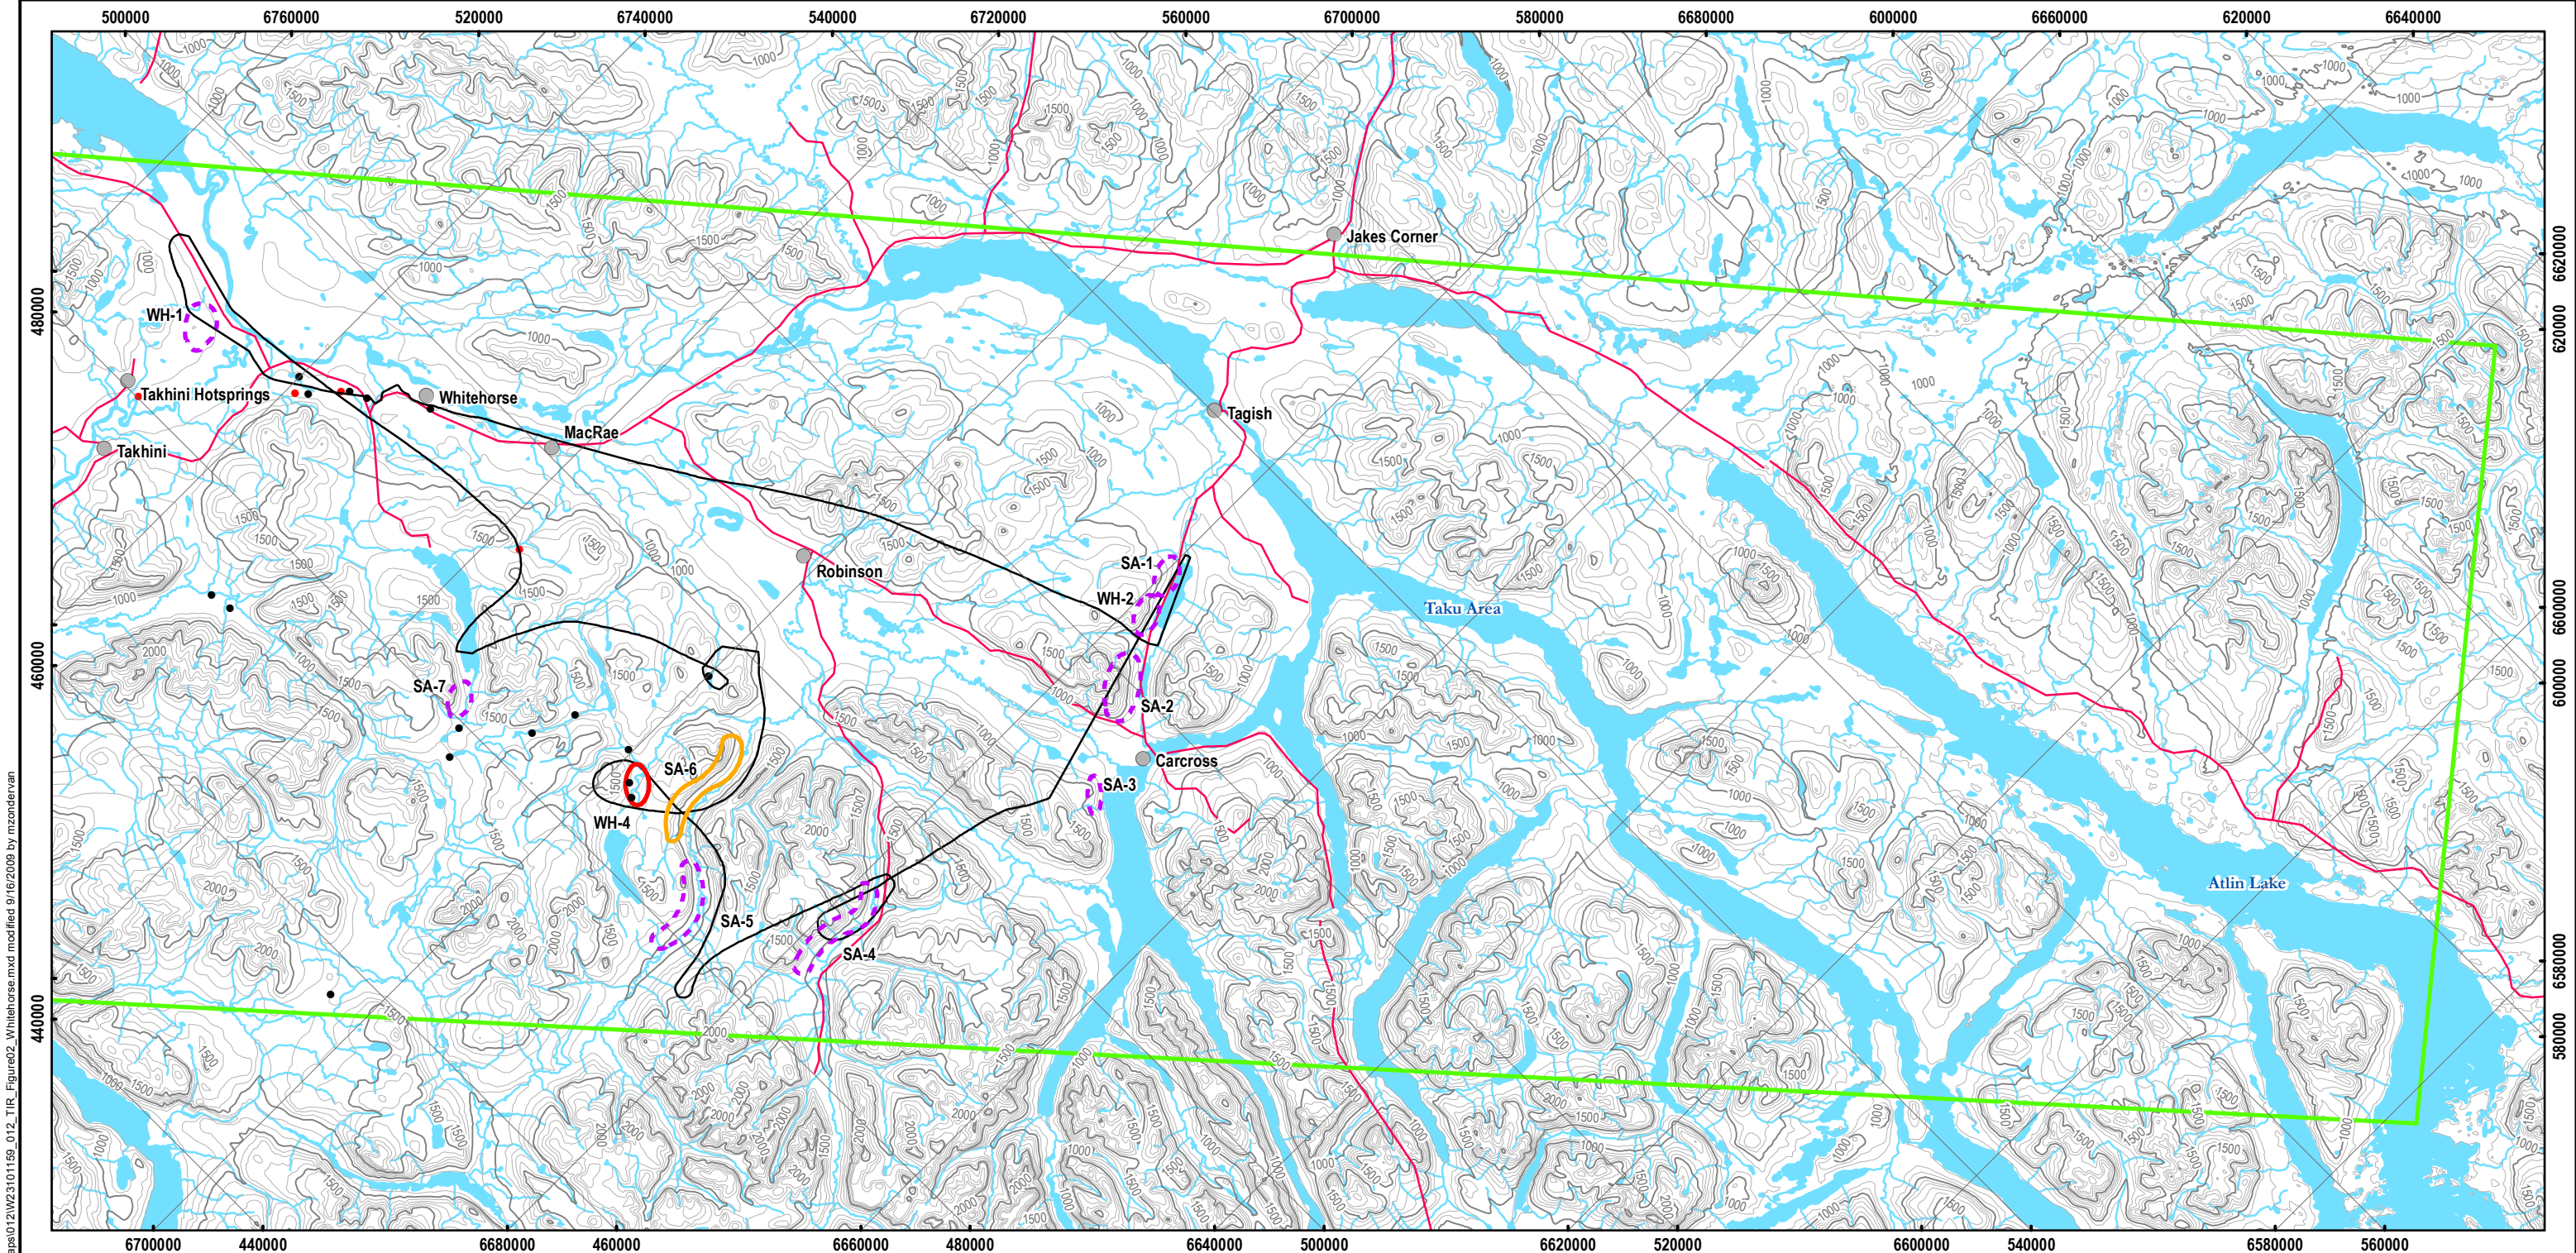 500000 6760000 520000 6740000 540000 6720000 560000 6700000 580000 6680000 600000 6660000 620000 6640000
Jakes Corner
WH-1
Takhini Hotsprings
Whitehorse
Tagish
MacRae
Takhini
SA-1
Robinson
WH-2
Taku Area
SA-7
SA-2
Carcross
SA-6
SA-3
WH-4
Atlin Lake
SA-5
SA-4
480000
460000
440000
6620000
620000
6600000
600000
6580000
580000
6700000 440000 6680000 460000 6660000 480000 6640000 500000 6620000 520000 6600000 540000 6580000 560000
aps\012\W23101159_012_TIR_Figure02_Whitehorse.mxd modified 9/16/2009 by mzondervan
1000
1500
2000